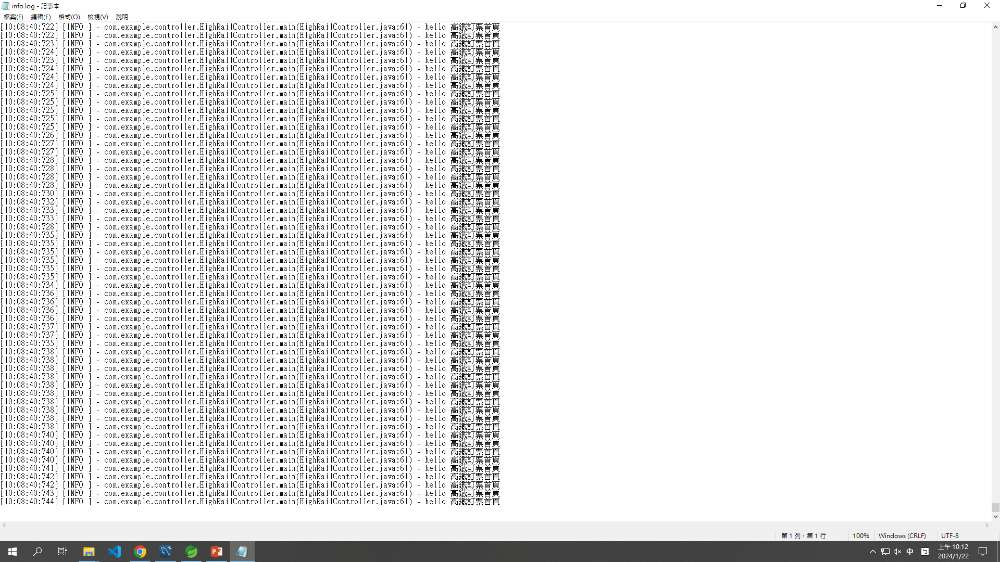 info.log - 記事本
檔案(F) 編輯(E) 格式(O) 檢視(V) 說明
[10:08:40:722] [INFO ] - com.example.controller.HighRailController.main(HighRailController.java:61) - hello 高鐵訂票首頁
[10:08:40:722] [INFO ] - com.example.controller.HighRailController.main(HighRailController.java:61) - hello 高鐵訂票首頁
[10:08:40:723] [INFO ] - com.example.controller.HighRailController.main(HighRailController.java:61) - hello 高鐵訂票首頁
[10:08:40:724] [INFO ] - com.example.controller.HighRailController.main(HighRailController.java:61) - hello 高鐵訂票首頁
[10:08:40:723] [INFO ] - com.example.controller.HighRailController.main(HighRailController.java:61) - hello 高鐵訂票首頁
[10:08:40:724] [INFO ] - com.example.controller.HighRailController.main(HighRailController.java:61) - hello 高鐵訂票首頁
[10:08:40:724] [INFO ] - com.example.controller.HighRailController.main(HighRailController.java:61) - hello 高鐵訂票首頁
[10:08:40:724] [INFO ] - com.example.controller.HighRailController.main(HighRailController.java:61) - hello 高鐵訂票首頁
[10:08:40:725] [INFO ] - com.example.controller.HighRailController.main(HighRailController.java:61) - hello 高鐵訂票首頁
[10:08:40:725] [INFO ] - com.example.controller.HighRailController.main(HighRailController.java:61) - hello 高鐵訂票首頁
[10:08:40:725] [INFO ] - com.example.controller.HighRailController.main(HighRailController.java:61) - hello 高鐵訂票首頁
[10:08:40:725] [INFO ] - com.example.controller.HighRailController.main(HighRailController.java:61) - hello 高鐵訂票首頁
[10:08:40:725] [INFO ] - com.example.controller.HighRailController.main(HighRailController.java:61) - hello 高鐵訂票首頁
[10:08:40:726] [INFO ] - com.example.controller.HighRailController.main(HighRailController.java:61) - hello 高鐵訂票首頁
[10:08:40:727] [INFO ] - com.example.controller.HighRailController.main(HighRailController.java:61) - hello 高鐵訂票首頁
[10:08:40:727] [INFO ] - com.example.controller.HighRailController.main(HighRailController.java:61) - hello 高鐵訂票首頁
[10:08:40:728] [INFO ] - com.example.controller.HighRailController.main(HighRailController.java:61) - hello 高鐵訂票首頁
[10:08:40:728] [INFO ] - com.example.controller.HighRailController.main(HighRailController.java:61) - hello 高鐵訂票首頁
[10:08:40:728] [INFO ] - com.example.controller.HighRailController.main(HighRailController.java:61) - hello 高鐵訂票首頁
[10:08:40:728] [INFO ] - com.example.controller.HighRailController.main(HighRailController.java:61) - hello 高鐵訂票首頁
[10:08:40:730] [INFO ] - com.example.controller.HighRailController.main(HighRailController.java:61) - hello 高鐵訂票首頁
[10:08:40:732] [INFO ] - com.example.controller.HighRailController.main(HighRailController.java:61) - hello 高鐵訂票首頁
[10:08:40:733] [INFO ] - com.example.controller.HighRailController.main(HighRailController.java:61) - hello 高鐵訂票首頁
[10:08:40:733] [INFO ] - com.example.controller.HighRailController.main(HighRailController.java:61) - hello 高鐵訂票首頁
[10:08:40:728] [INFO ] - com.example.controller.HighRailController.main(HighRailController.java:61) - hello 高鐵訂票首頁
[10:08:40:735] [INFO ] - com.example.controller.HighRailController.main(HighRailController.java:61) - hello 高鐵訂票首頁
[10:08:40:735] [INFO ] - com.example.controller.HighRailController.main(HighRailController.java:61) - hello 高鐵訂票首頁
[10:08:40:735] [INFO ] - com.example.controller.HighRailController.main(HighRailController.java:61) - hello 高鐵訂票首頁
[10:08:40:735] [INFO ] - com.example.controller.HighRailController.main(HighRailController.java:61) - hello 高鐵訂票首頁
[10:08:40:735] [INFO ] - com.example.controller.HighRailController.main(HighRailController.java:61) - hello 高鐵訂票首頁
[10:08:40:735] [INFO ] - com.example.controller.HighRailController.main(HighRailController.java:61) - hello 高鐵訂票首頁
[10:08:40:734] [INFO ] - com.example.controller.HighRailController.main(HighRailController.java:61) - hello 高鐵訂票首頁
[10:08:40:736] [INFO ] - com.example.controller.HighRailController.main(HighRailController.java:61) - hello 高鐵訂票首頁
[10:08:40:736] [INFO ] - com.example.controller.HighRailController.main(HighRailController.java:61) - hello 高鐵訂票首頁
[10:08:40:736] [INFO ] - com.example.controller.HighRailController.main(HighRailController.java:61) - hello 高鐵訂票首頁
[10:08:40:736] [INFO ] - com.example.controller.HighRailController.main(HighRailController.java:61) - hello 高鐵訂票首頁
[10:08:40:737] [INFO ] - com.example.controller.HighRailController.main(HighRailController.java:61) - hello 高鐵訂票首頁
[10:08:40:737] [INFO ] - com.example.controller.HighRailController.main(HighRailController.java:61) - hello 高鐵訂票首頁
[10:08:40:735] [INFO ] - com.example.controller.HighRailController.main(HighRailController.java:61) - hello 高鐵訂票首頁
[10:08:40:738] [INFO ] - com.example.controller.HighRailController.main(HighRailController.java:61) - hello 高鐵訂票首頁
[10:08:40:738] [INFO ] - com.example.controller.HighRailController.main(HighRailController.java:61) - hello 高鐵訂票首頁
[10:08:40:738] [INFO ] - com.example.controller.HighRailController.main(HighRailController.java:61) - hello 高鐵訂票首頁
[10:08:40:738] [INFO ] - com.example.controller.HighRailController.main(HighRailController.java:61) - hello 高鐵訂票首頁
[10:08:40:738] [INFO ] - com.example.controller.HighRailController.main(HighRailController.java:61) - hello 高鐵訂票首頁
[10:08:40:738] [INFO ] - com.example.controller.HighRailController.main(HighRailController.java:61) - hello 高鐵訂票首頁
[10:08:40:738] [INFO ] - com.example.controller.HighRailController.main(HighRailController.java:61) - hello 高鐵訂票首頁
[10:08:40:738] [INFO ] - com.example.controller.HighRailController.main(HighRailController.java:61) - hello 高鐵訂票首頁
[10:08:40:738] [INFO ] - com.example.controller.HighRailController.main(HighRailController.java:61) - hello 高鐵訂票首頁
[10:08:40:738] [INFO ] - com.example.controller.HighRailController.main(HighRailController.java:61) - hello 高鐵訂票首頁
[10:08:40:740] [INFO ] - com.example.controller.HighRailController.main(HighRailController.java:61) - hello 高鐵訂票首頁
[10:08:40:740] [INFO ] - com.example.controller.HighRailController.main(HighRailController.java:61) - hello 高鐵訂票首頁
[10:08:40:740] [INFO ] - com.example.controller.HighRailController.main(HighRailController.java:61) - hello 高鐵訂票首頁
[10:08:40:740] [INFO ] - com.example.controller.HighRailController.main(HighRailController.java:61) - hello 高鐵訂票首頁
[10:08:40:741] [INFO ] - com.example.controller.HighRailController.main(HighRailController.java:61) - hello 高鐵訂票首頁
[10:08:40:742] [INFO ] - com.example.controller.HighRailController.main(HighRailController.java:61) - hello 高鐵訂票首頁
[10:08:40:742] [INFO ] - com.example.controller.HighRailController.main(HighRailController.java:61) - hello 高鐵訂票首頁
[10:08:40:743] [INFO ] - com.example.controller.HighRailController.main(HighRailController.java:61) - hello 高鐵訂票首頁
[10:08:40:744] [INFO ] - com.example.controller.HighRailController.main(HighRailController.java:61) - hello 高鐵訂票首頁
第 1 列，第 1 行 100% Windows (CRLF) UTF-8
中 ㄅ 上午 10:12
2024/1/22